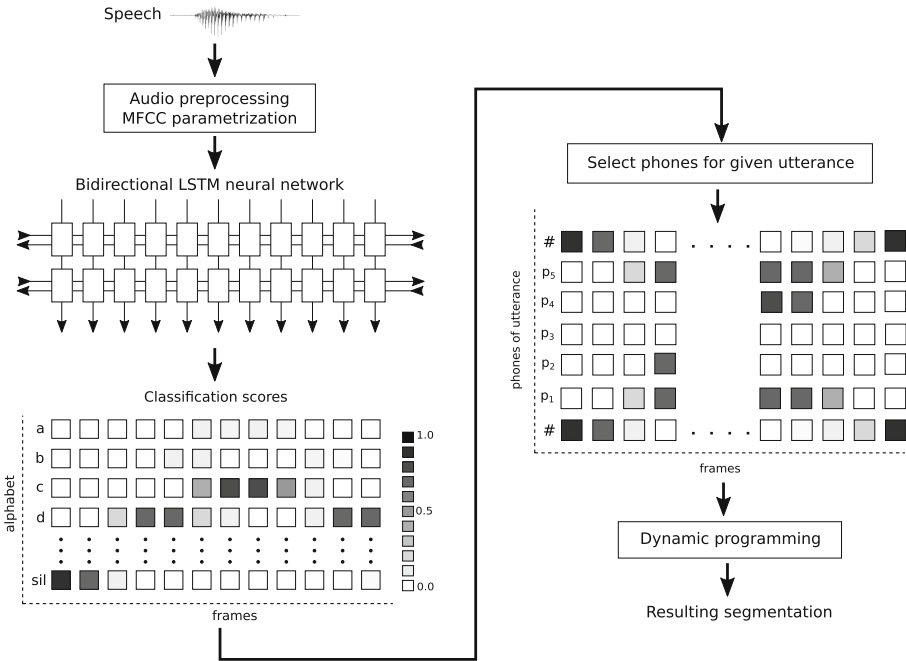 Speech
Audio preprocessing
MFCC parametrization
Bidirectional LSTM neural network
Classification scores
alphabet
a
b
c
d
sil
frames
1.0
0.5
0.0
Select phones for given utterance
phones of utterance
#
p5
p4
p3
p2
p1
#
frames
Dynamic programming
Resulting segmentation